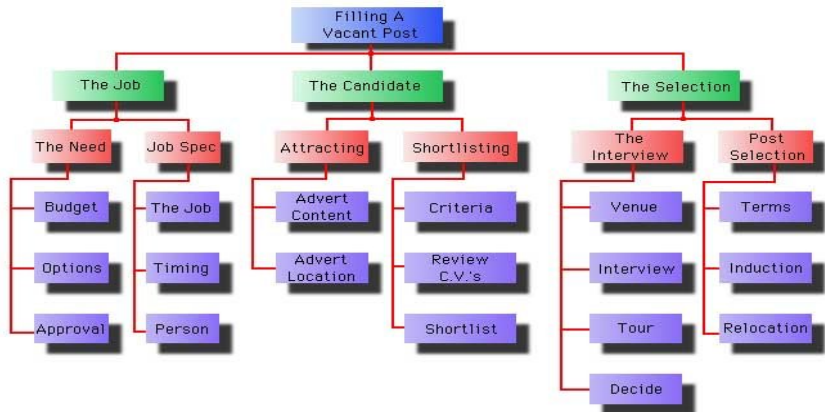 Filling A
Vacant Post
The Job
The Candidate
The Selection
The Need
Job Spec
Attracting
Shortlisting
The
Interview
Post
Selection
Budget
The Job
Advert
Content
Criteria
Venue
Terms
Options
Timing
Advert
Location
Review
C.V.'s
Interview
Induction
Approval
Person
Shortlist
Tour
Relocation
Decide